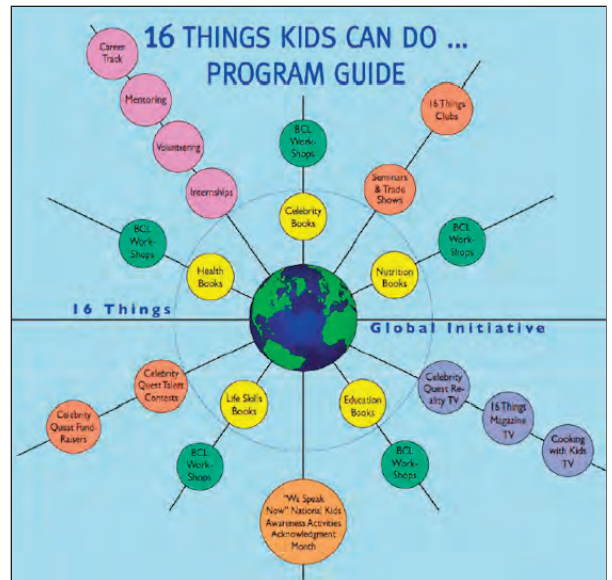 16 THINGS KIDS CAN DO ...
PROGRAM GUIDE
Career
Track
Mentoring
Volunteering
Internships
BCL
Work-
Shops
Celebrity
Books
16 Things
Clubs
Seminars
& Trade
Shows
BCL
Work-
Shops
Health
Books
Nutrition
Books
BCL
Work-
Shops
16 Things
Global Initiative
Celebrity
Quest Talent
Contests
Celebrity
Quest Fund-
Raisers
Life Skills
Books
BCL
Work-
Shops
Education
Books
BCL
Work-
Shops
Celebrity
Quest Re-
ality TV
16 Things
Magazine
TV
Cooking
with Kids
TV
"We Speak
Now" National Kids
Awareness Activities
Acknowledgment
Month